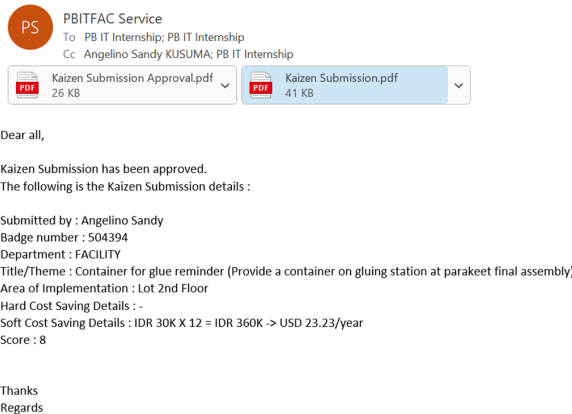 PS
PBITFAC Service
To PB IT Internship; PB IT Internship
Cc Angelino Sandy KUSUMA; PB IT Internship
PDF Kaizen Submission Approval.pdf
26 KB
PDF Kaizen Submission.pdf
41 KB
Dear all,
Kaizen Submission has been approved.
The following is the Kaizen Submission details :
Submitted by : Angelino Sandy
Badge number : 504394
Department : FACILITY
Title/Theme : Container for glue reminder (Provide a container on gluing station at parakeet final assembly)
Area of Implementation : Lot 2nd Floor
Hard Cost Saving Details : -
Soft Cost Saving Details : IDR 30K X 12 = IDR 360K -> USD 23.23/year
Score : 8
Thanks
Regards